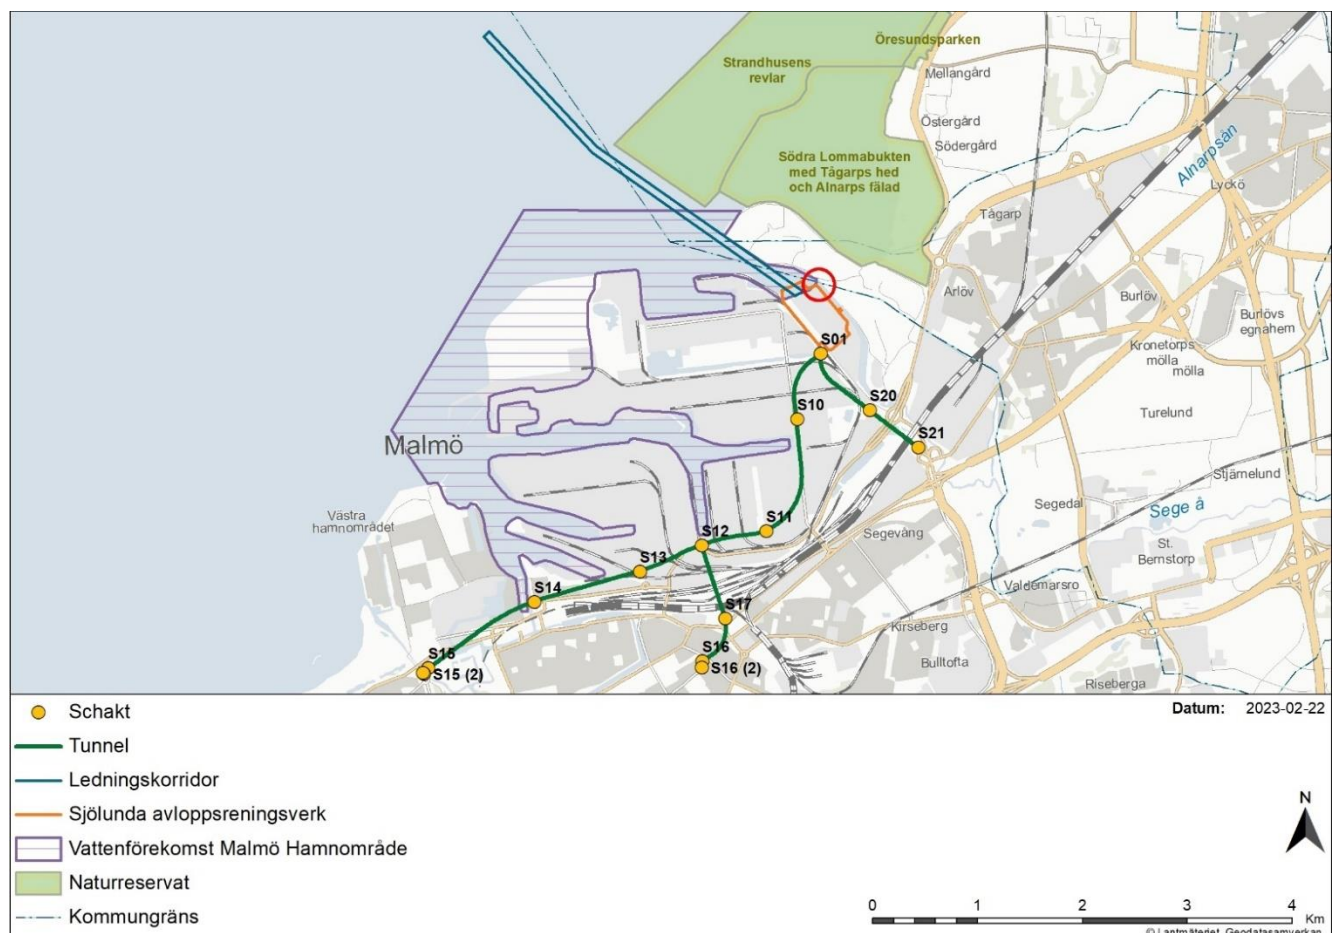 Öresundsparken
Strandhusens
revlar
Mellangård
Östergård
Södergård
Södra Lommabukten
med Tågarps hed
och Alnarps fälad
Alnarpsån
Lyckö
Tågarp
Arlöv
Burlöv
Burlövs
egnahem
Kronetorps
mölla
mölla
S01
S10
S20
S21
Turelund
Malmö
Stjärnelund
Västra
hamnområdet
S11
S12
Segevång
Segedal
Sege å
St.
Bernstorp
S13
Valdemarsro
S14
S17
Kirseberg
S16
S16 (2)
S15
S15 (2)
Bulltofta
Riseberga
Datum: 2023-02-22
Schakt
Tunnel
Ledningskorridor
Sjölunda avloppsreningsverk
Vattenförekomst Malmö Hamnområde
Naturreservat
Kommungräns
N
0 1 2 3 4
Km
© Lantmäteriet, Geodatasamverkan